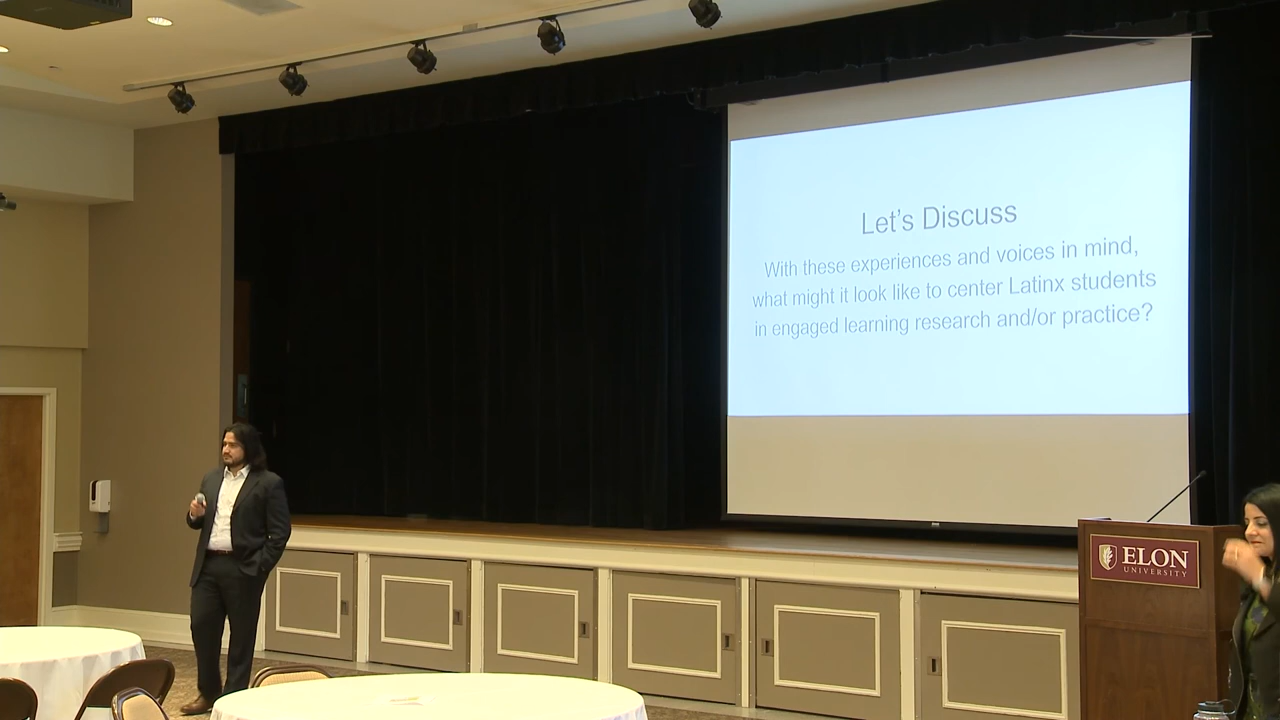 Let's Discuss
With these experiences and voices in mind,
what might it look like to center Latinx students
in engaged learning research and/or practice?
ELON
UNIVERSITY